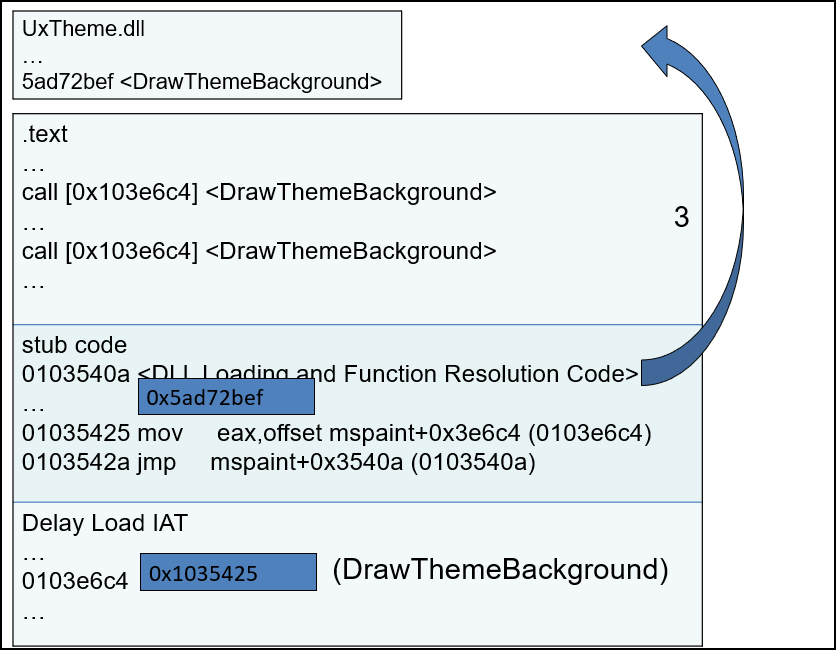 UxTheme.dll
…
5ad72bef <DrawThemeBackground>
.text
…
call [0x103e6c4] <DrawThemeBackground>
…
3
call [0x103e6c4] <DrawThemeBackground>
…
stub code
0103540a <DLL Loading and Function Resolution Code>
… 0x5ad72bef
01035425 mov eax,offset mspaint+0x3e6c4 (0103e6c4)
0103542a jmp mspaint+0x3540a (0103540a)
Delay Load IAT
…
0103e6c4 0x1035425 (DrawThemeBackground)
…